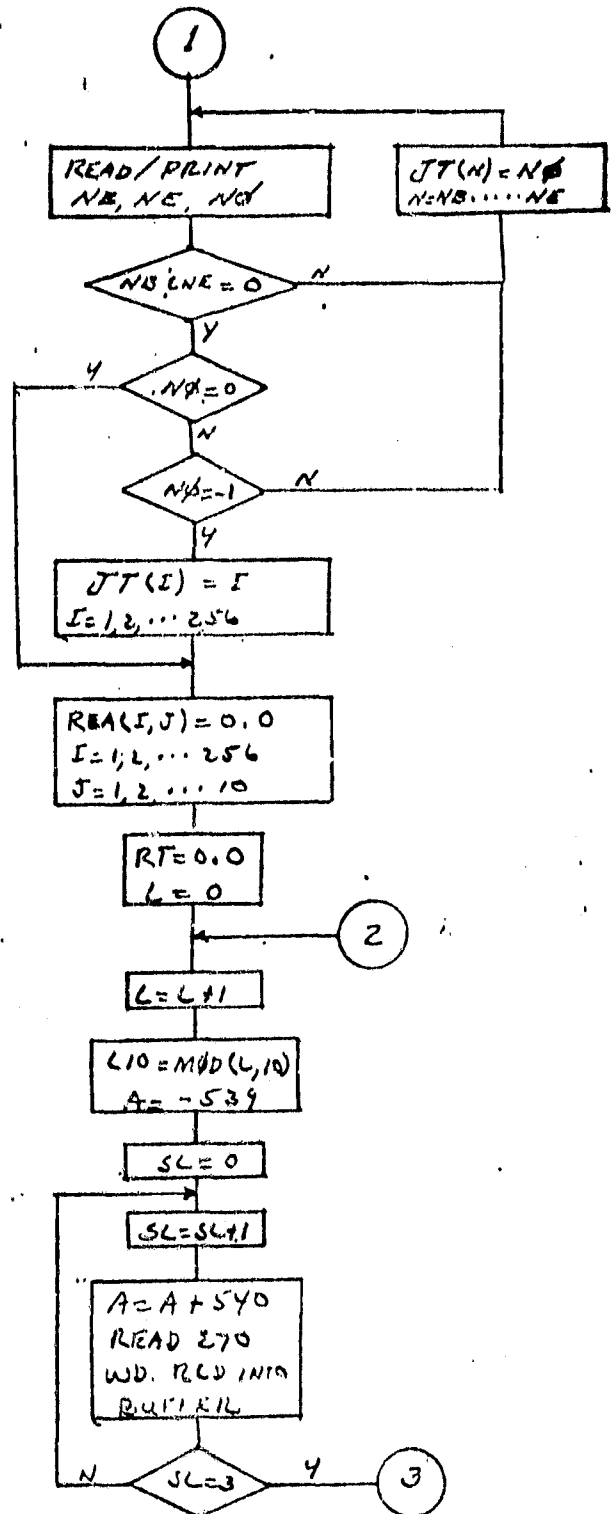 1
READ/PRINT
NB, NE, NØ
JT(N) = NØ
N=NB.....NE
NB, NE = 0
N
Y
NØ=0
Y
N
NØ=-1
N
Y
JT(I) = I
I=1,2,... 256
REA(I,J) = 0.0
I=1,2,... 256
J=1,2,... 10
RT=0.0
L=0
2
L=L+1
L10=MØD(L,10)
A= -539
SL=0
SL=SL+1
A=A+540
READ 270
WD. RCD INTO
BUFFER
SL=3
N
Y
3